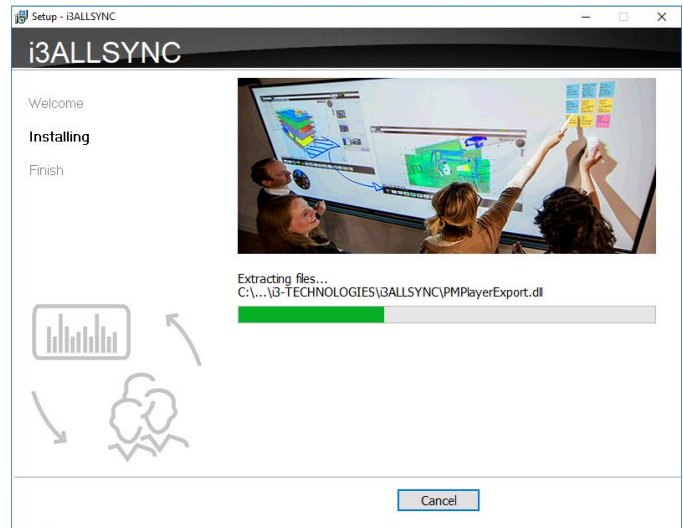 Setup - i3ALLSYNC
i3ALLSYNC
Welcome
Installing
Finish
Extracting files...
C:\...\i3-TECHNOLOGIES\i3ALLSYNC\PMPlayerExport.dll
Cancel